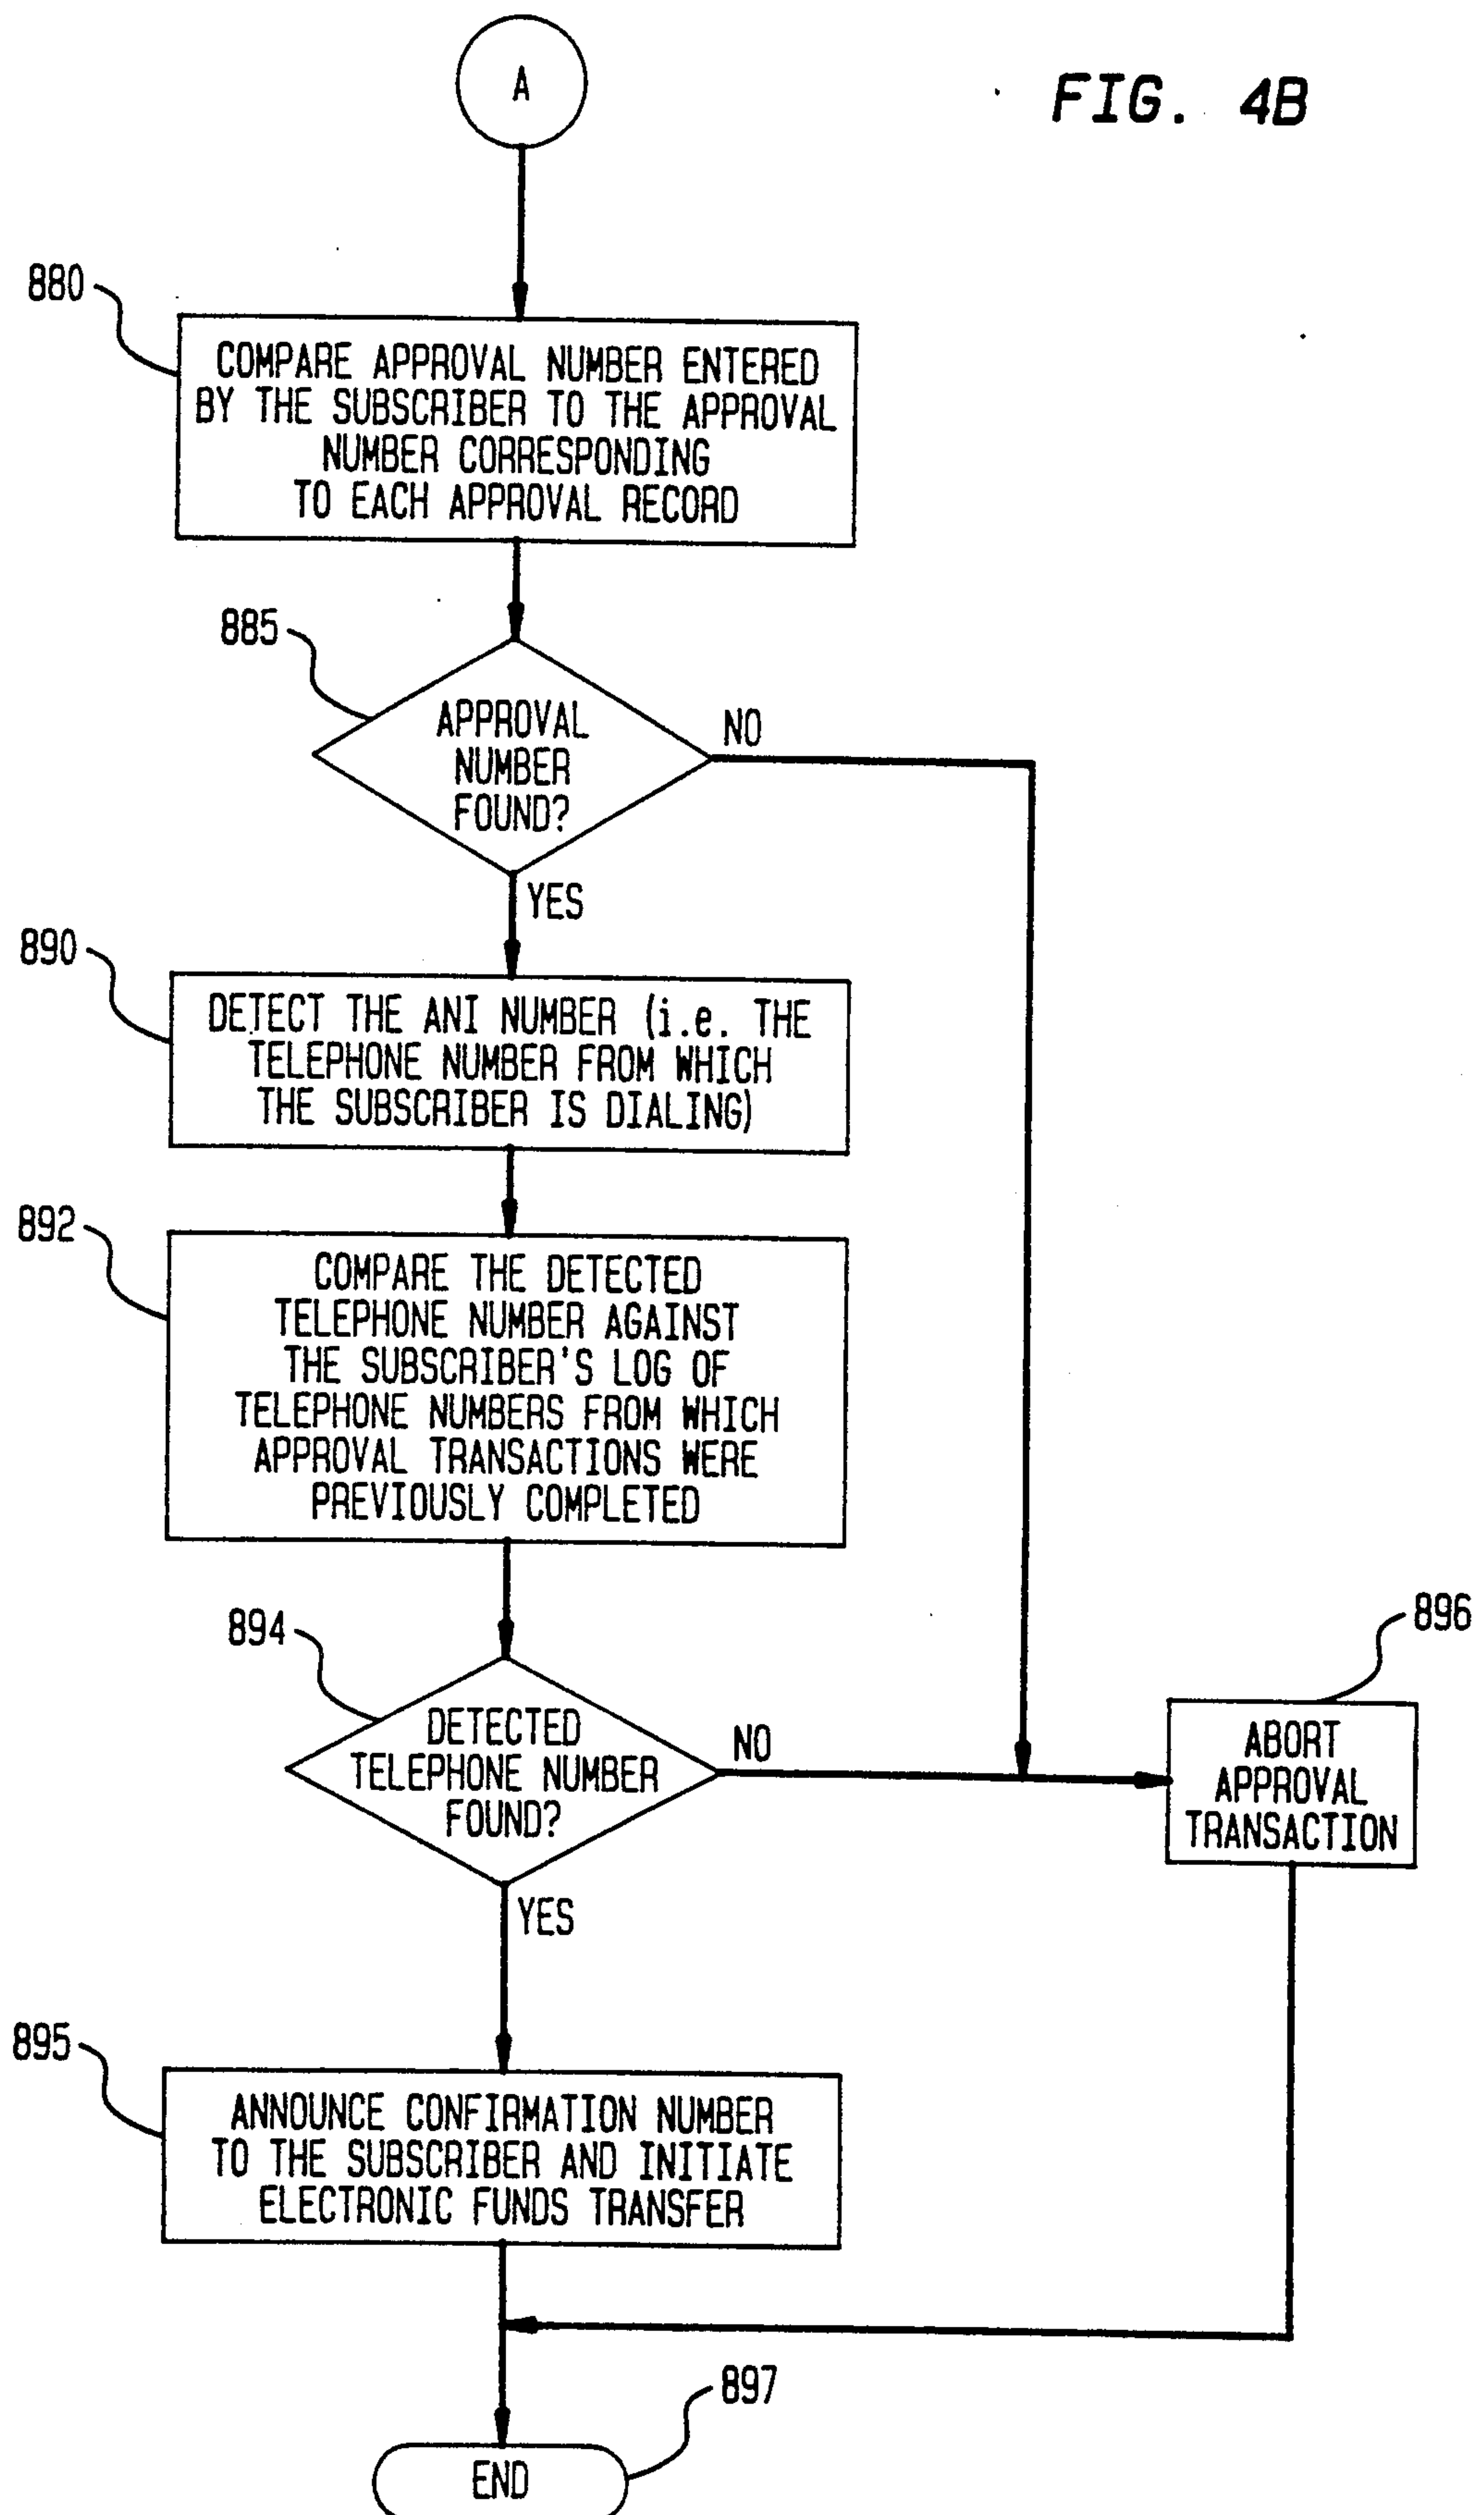 A
FIG. 4B
880
COMPARE APPROVAL NUMBER ENTERED
BY THE SUBSCRIBER TO THE APPROVAL
NUMBER CORRESPONDING
TO EACH APPROVAL RECORD
885
APPROVAL
NUMBER
FOUND?
NO
YES
890
DETECT THE ANI NUMBER (i.e. THE
TELEPHONE NUMBER FROM WHICH
THE SUBSCRIBER IS DIALING)
892
COMPARE THE DETECTED
TELEPHONE NUMBER AGAINST
THE SUBSCRIBER'S LOG OF
TELEPHONE NUMBERS FROM WHICH
APPROVAL TRANSACTIONS WERE
PREVIOUSLY COMPLETED
894
DETECTED
TELEPHONE NUMBER
FOUND?
NO
YES
896
ABORT
APPROVAL
TRANSACTION
895
ANNOUNCE CONFIRMATION NUMBER
TO THE SUBSCRIBER AND INITIATE
ELECTRONIC FUNDS TRANSFER
897
END